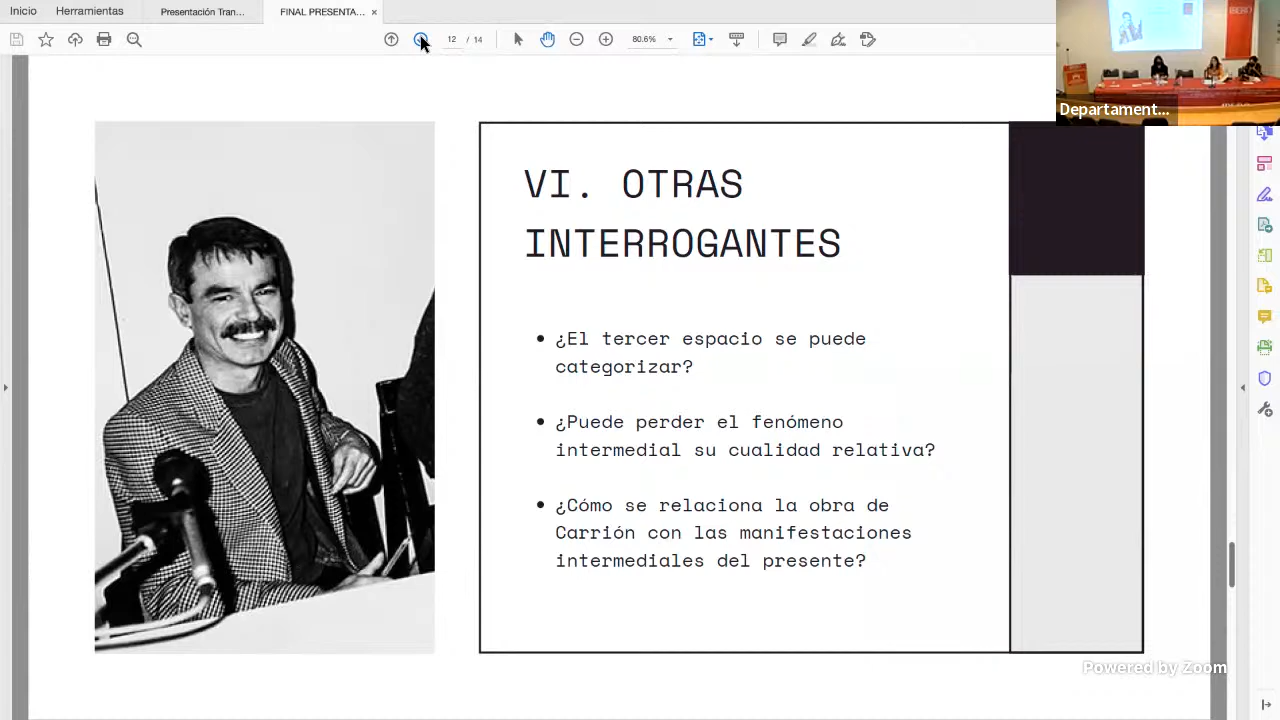 Inicio
Herramientas
Presentación Tran...
FINAL PRESENTA... ×
12 / 14
80.6%
IBERO
Departament...
VI. OTRAS
INTERROGANTES
• ¿El tercer espacio se puede
categorizar?
• ¿Puede perder el fenómeno
intermedial su cualidad relativa?
• ¿Cómo se relaciona la obra de
Carrión con las manifestaciones
intermediales del presente?
Powered by Zoom